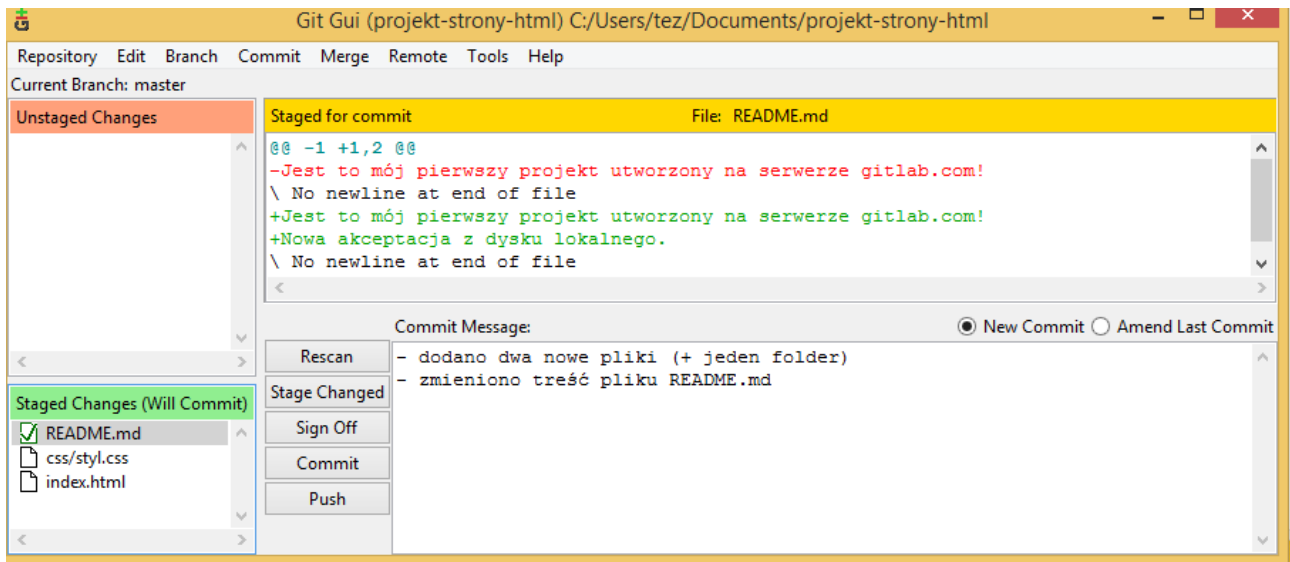 Git Gui (projekt-strony-html) C:/Users/tez/Documents/projekt-strony-html
Repository Edit Branch Commit Merge Remote Tools Help
Current Branch: master
Unstaged Changes
Staged for commit File: README.md
@@ -1 +1,2 @@
-Jest to mój pierwszy projekt utworzony na serwerze gitlab.com!
\ No newline at end of file
+Jest to mój pierwszy projekt utworzony na serwerze gitlab.com!
+Nowa akceptacja z dysku lokalnego.
\ No newline at end of file
Commit Message: New Commit Amend Last Commit
Rescan
Stage Changed
Sign Off
Commit
Push
- dodano dwa nowe pliki (+ jeden folder)
- zmieniono treść pliku README.md
Staged Changes (Will Commit)
README.md
css/styl.css
index.html